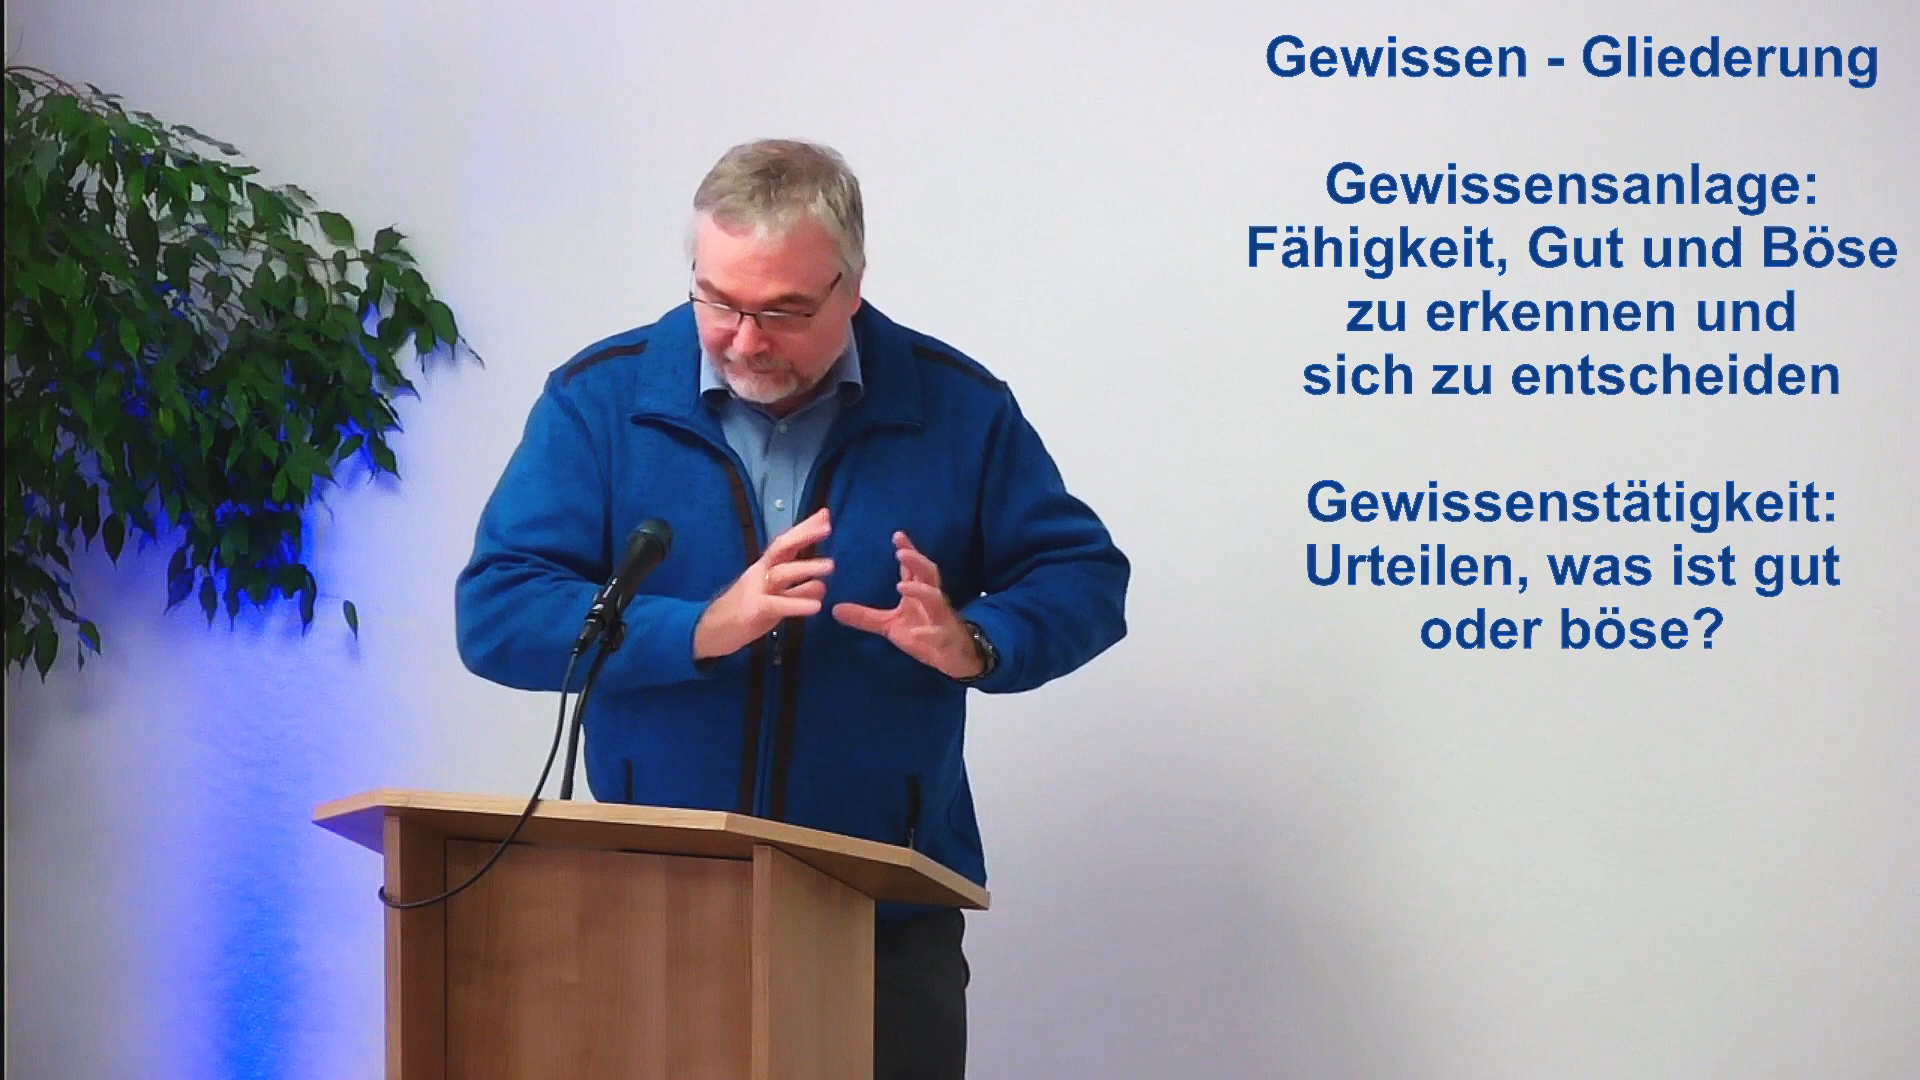 Gewissen - Gliederung
Gewissensanlage:
Fähigkeit, Gut und Böse
zu erkennen und
sich zu entscheiden
Gewissenstätigkeit:
Urteilen, was ist gut
oder böse?